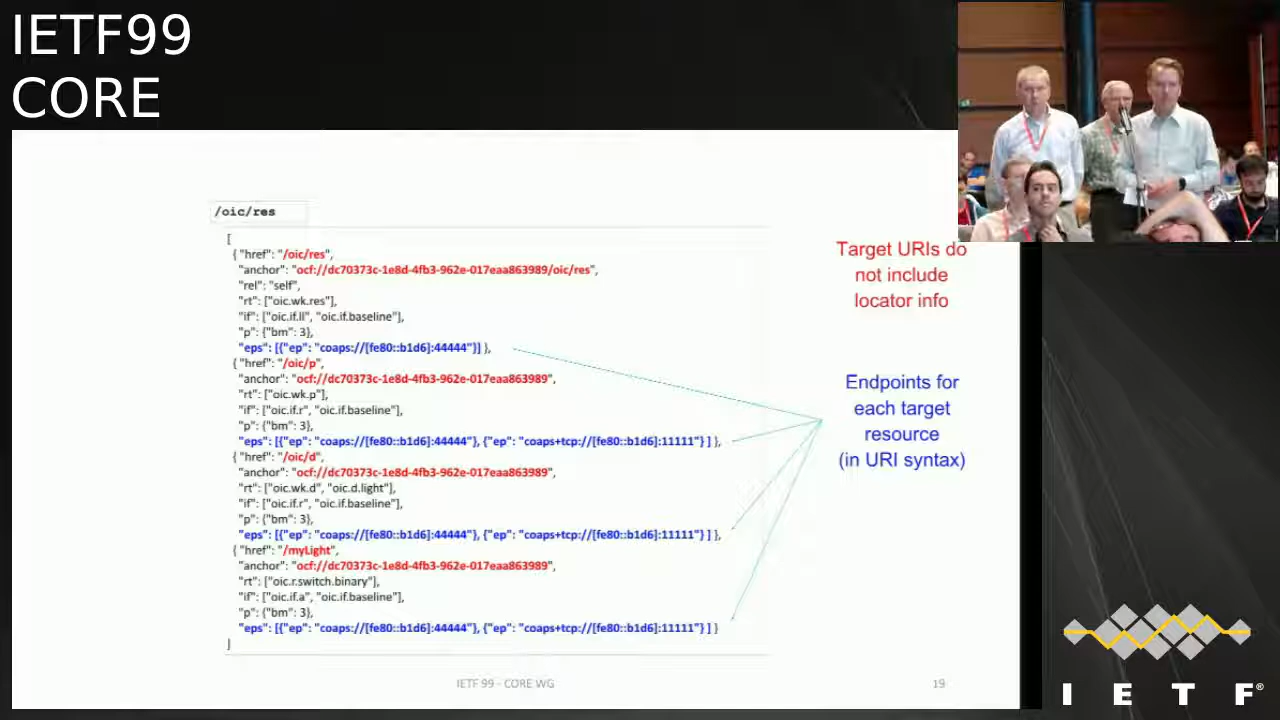 IETF99
CORE
/oic/res
[
{ "href": "/oic/res",
"anchor": "ocf://dc70373c-1e8d-4fb3-962e-017eaa863989/oic/res",
"rel": "self",
"rt": ["oic.wk.res"],
"if": ["oic.if.ll", "oic.if.baseline"],
"p": {"bm": 3},
"eps": [{"ep": "coaps://[fe80::b1d6]:44444"}] },
{ "href": "/oic/p",
"anchor": "ocf://dc70373c-1e8d-4fb3-962e-017eaa863989",
"rt": ["oic.wk.p"],
"if": ["oic.if.r", "oic.if.baseline"],
"p": {"bm": 3},
"eps": [{"ep": "coaps://[fe80::b1d6]:44444"}, {"ep": "coaps+tcp://[fe80::b1d6]:11111"} ] },
{ "href": "/oic/d",
"anchor": "ocf://dc70373c-1e8d-4fb3-962e-017eaa863989",
"rt": ["oic.wk.d", "oic.d.light"],
"if": ["oic.if.r", "oic.if.baseline"],
"p": {"bm": 3},
"eps": [{"ep": "coaps://[fe80::b1d6]:44444"}, {"ep": "coaps+tcp://[fe80::b1d6]:11111"} ] },
{ "href": "/myLight",
"anchor": "ocf://dc70373c-1e8d-4fb3-962e-017eaa863989",
"rt": ["oic.r.switch.binary"],
"if": ["oic.if.a", "oic.if.baseline"],
"p": {"bm": 3},
"eps": [{"ep": "coaps://[fe80::b1d6]:44444"}, {"ep": "coaps+tcp://[fe80::b1d6]:11111"} ] }
]
Target URIs do
not include
locator info
Endpoints for
each target
resource
(in URI syntax)
IETF 99 - CORE WG
19
I E T F®